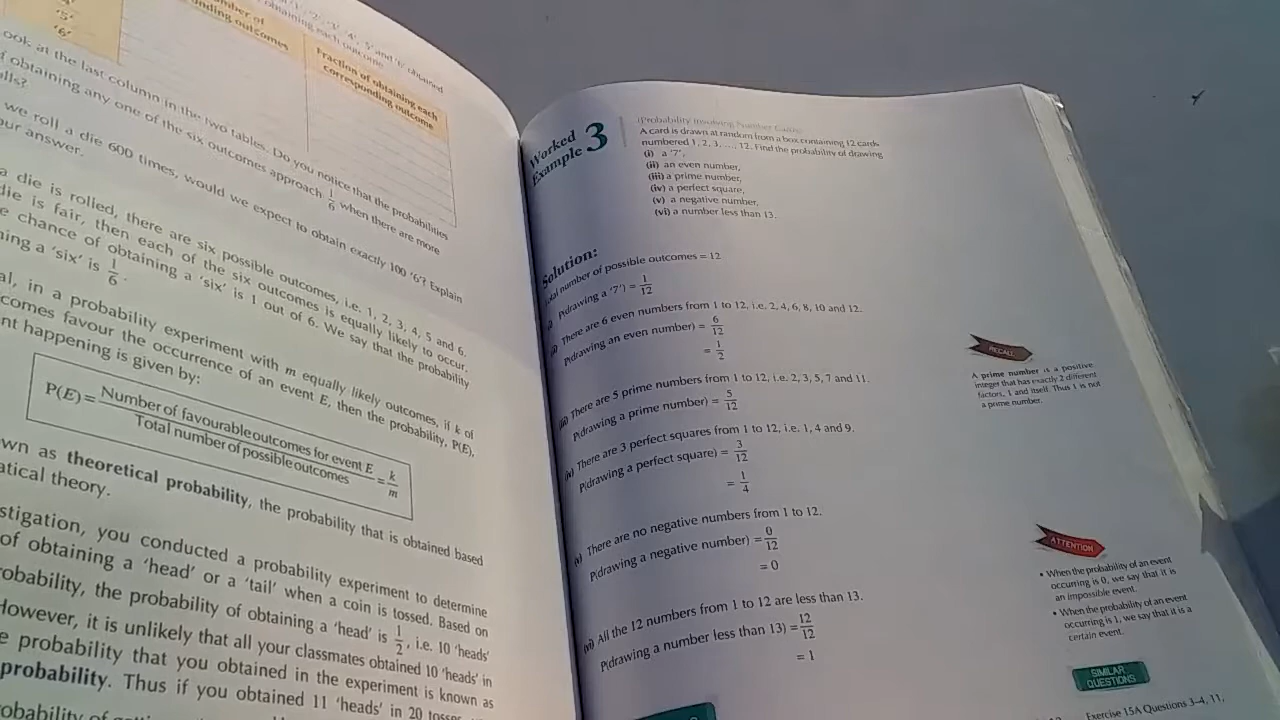 '5'
'6'
outcomes
Fraction of obtaining each
corresponding outcome
ook at the last column in the two tables. Do you notice that the probabilities
of obtaining any one of the six outcomes approach 1/6 when there are more
we roll a die 600 times, would we expect to obtain exactly 100 '6'? Explain
our answer.
a die is rolled, there are six possible outcomes, i.e. 1, 2, 3, 4, 5 and 6.
die is fair, then each of the six outcomes is equally likely to occur.
e chance of obtaining a 'six' is 1 out of 6. We say that the probability
ning a 'six' is 1/6.
al, in a probability experiment with m equally likely outcomes, if k of
comes favour the occurrence of an event E, then the probability, P(E),
nt happening is given by:
P(E) = Number of favourable outcomes for event E / Total number of possible outcomes = k/m
wn as theoretical probability, the probability that is obtained based
atical theory.
stigation, you conducted a probability experiment to determine
of obtaining a 'head' or a 'tail' when a coin is tossed. Based on
robability, the probability of obtaining a 'head' is 1/2, i.e. 10 'heads'
However, it is unlikely that all your classmates obtained 10 'heads' in
e probability that you obtained in the experiment is known as
probability. Thus if you obtained 11 'heads' in 20
Worked
Example 3
(Probability Involving Number Cards)
A card is drawn at random from a box containing 12 cards
numbered 1, 2, 3, ..., 12. Find the probability of drawing
(i) a '7',
(ii) an even number,
(iii) a prime number,
(iv) a perfect square,
(v) a negative number,
(vi) a number less than 13.
Solution:
otal number of possible outcomes = 12
P(drawing a '7') = 1/12
There are 6 even numbers from 1 to 12, i.e. 2, 4, 6, 8, 10 and 12.
P(drawing an even number) = 6/12
= 1/2
(iii) There are 5 prime numbers from 1 to 12, i.e. 2, 3, 5, 7 and 11.
P(drawing a prime number) = 5/12
(iv) There are 3 perfect squares from 1 to 12, i.e. 1, 4 and 9.
P(drawing a perfect square) = 3/12
= 1/4
(v) There are no negative numbers from 1 to 12.
P(drawing a negative number) = 0/12
= 0
(vi) All the 12 numbers from 1 to 12 are less than 13.
P(drawing a number less than 13) = 12/12
= 1
RECALL
A prime number is a positive
integer that has exactly 2 different
factors, 1 and itself. Thus 1 is not
a prime number.
ATTENTION
• When the probability of an event
occurring is 0, we say that it is
an impossible event.
• When the probability of an event
occurring is 1, we say that it is a
certain event.
SIMILAR
QUESTIONS
Exercise 15A Questions 3–4, 11,